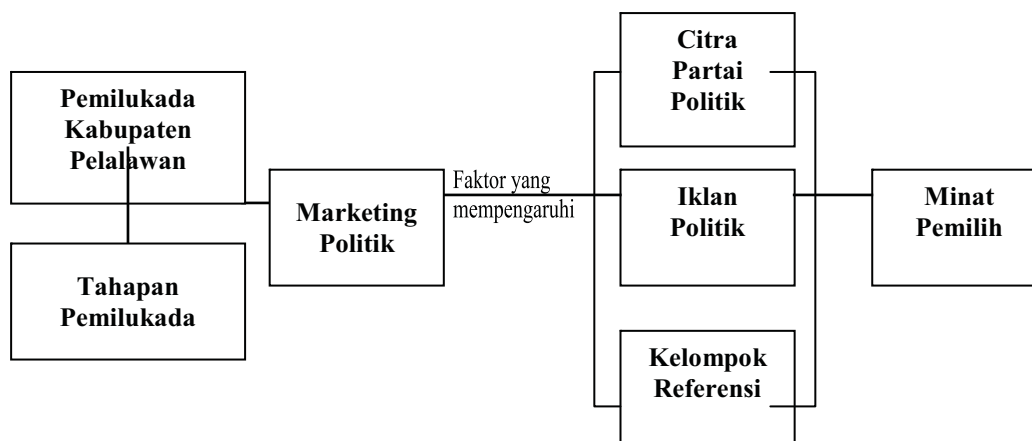 Pemilukada
Kabupaten
Pelalawan
Tahapan
Pemilukada
Marketing
Politik
Faktor yang
mempengaruhi
Citra
Partai
Politik
Iklan
Politik
Kelompok
Referensi
Minat
Pemilih